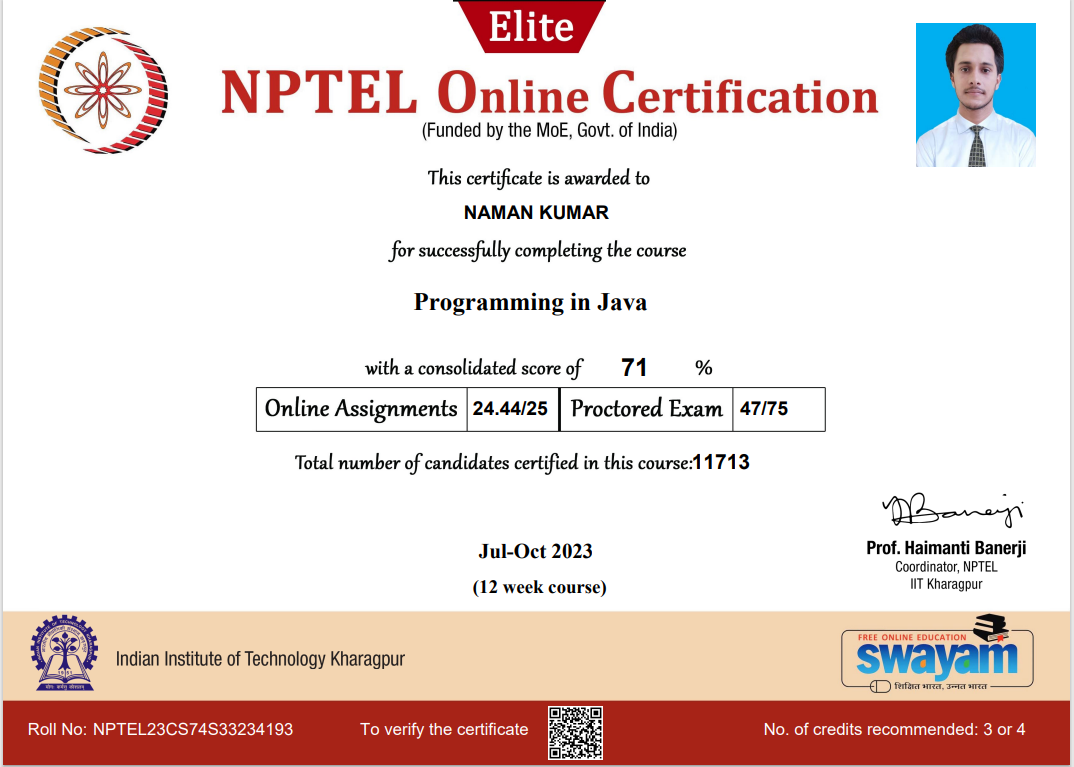 Elite
NPTEL Online Certification
(Funded by the MoE, Govt. of India)
This certificate is awarded to
NAMAN KUMAR
for successfully completing the course
Programming in Java
with a consolidated score of 71 %
Online Assignments 24.44/25 Proctored Exam 47/75
Total number of candidates certified in this course:11713
Jul-Oct 2023
(12 week course)
Prof. Haimanti Banerji
Coordinator, NPTEL
IIT Kharagpur
Indian Institute of Technology Kharagpur
FREE ONLINE EDUCATION
swayam
शिक्षित भारत, उन्नत भारत
Roll No: NPTEL23CS74S33234193
To verify the certificate
No. of credits recommended: 3 or 4